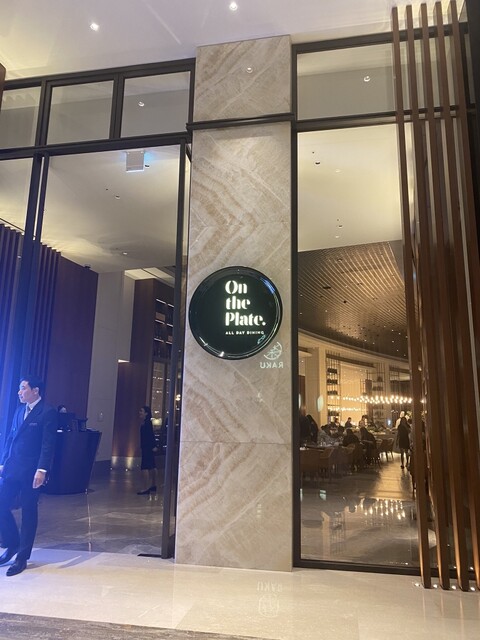 On
the
Plate.
ALL DAY DINING
RAKU